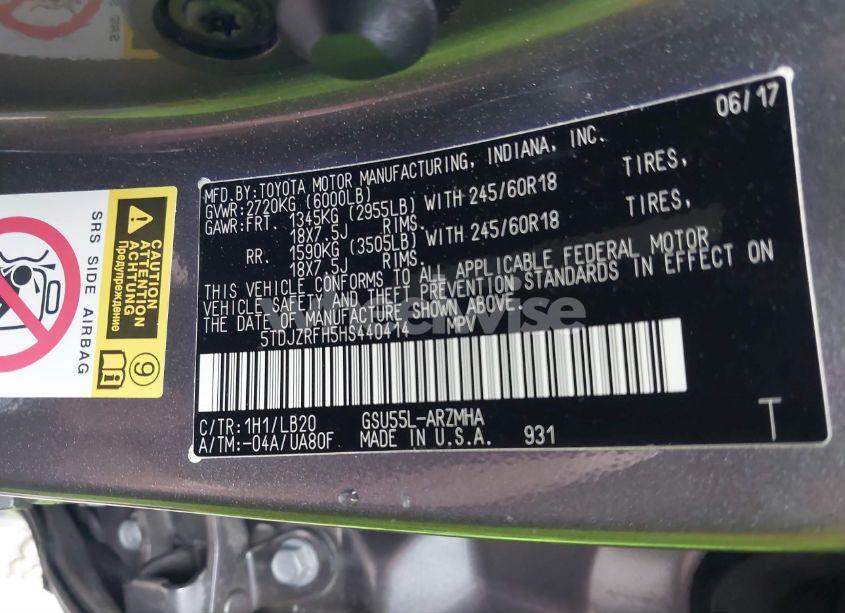 06/17
MFD.BY:TOYOTA MOTOR MANUFACTURING, INDIANA, INC.
GVWR:2720KG (6000LB)
GAWR:FRT. 1345KG (2955LB) WITH 245/60R18 TIRES,
18X7.5J RIMS.
RR. 1590KG (3505LB) WITH 245/60R18 TIRES,
18X7.5J RIMS.
THIS VEHICLE CONFORMS TO ALL APPLICABLE FEDERAL MOTOR
VEHICLE SAFETY AND THEFT PREVENTION STANDARDS IN EFFECT ON
THE DATE OF MANUFACTURE SHOWN ABOVE.
5TDJZRFH5HS440414 MPV
C/TR:1H1/LB20 GSU55L-ARZMHA
A/TM:-04A/UA80F MADE IN U.S.A. 931
T
SRS SIDE AIRBAG
CAUTION
ATTENTION
ACHTUNG
Предупреждение
9